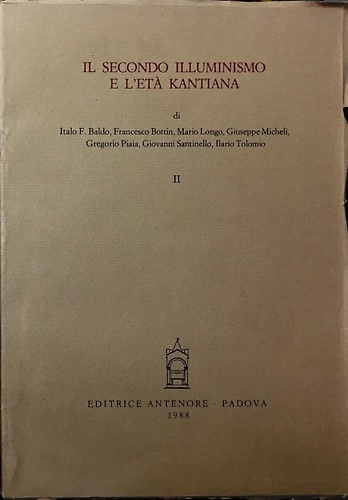 IL SECONDO ILLUMINISMO
E L'ETÀ KANTIANA
di
Italo F. Baldo, Francesco Bottin, Mario Longo, Giuseppe Micheli,
Gregorio Piaia, Giovanni Santinello, Ilario Tolomio
II
EDITRICE ANTENORE · PADOVA
1988